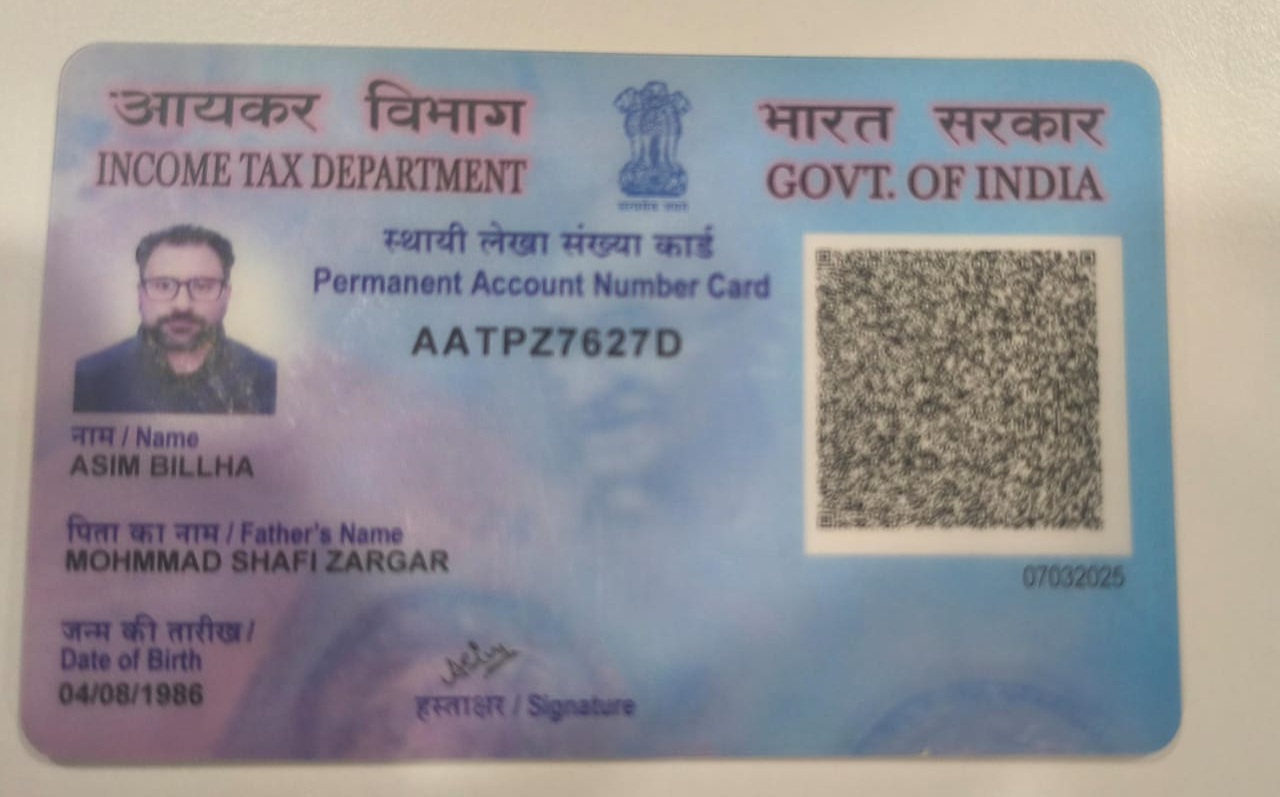 आयकर विभाग
INCOME TAX DEPARTMENT
भारत सरकार
GOVT. OF INDIA
सत्यमेव जयते
स्थायी लेखा संख्या कार्ड
Permanent Account Number Card
AATPZ7627D
नाम / Name
ASIM BILLHA
पिता का नाम / Father's Name
MOHMMAD SHAFI ZARGAR
07032025
जन्म की तारीख /
Date of Birth
04/08/1986
Asim
हस्ताक्षर / Signature